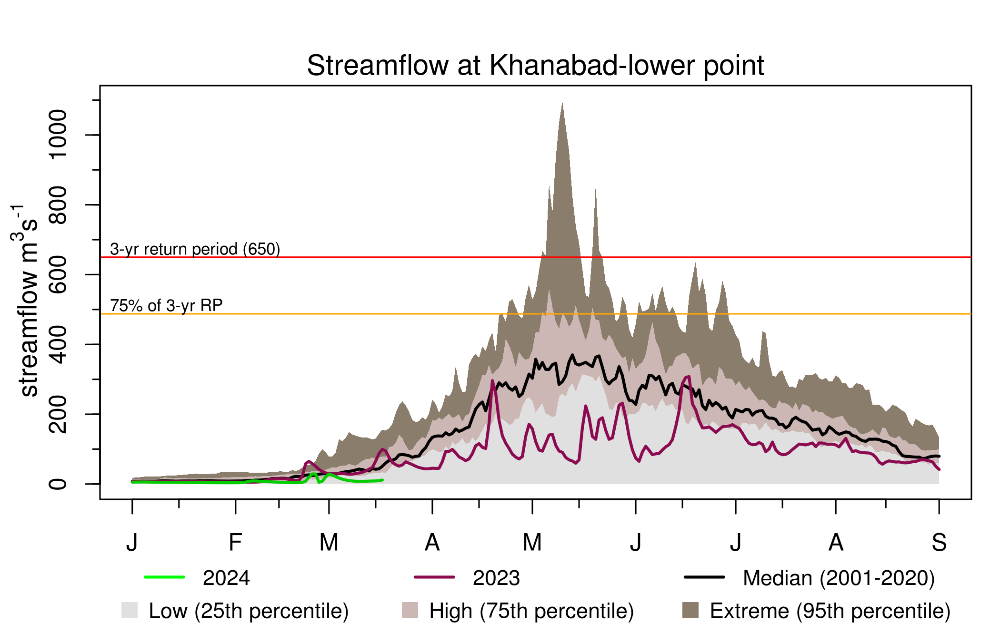 Streamflow at Khanabad-lower point
streamflow m³s⁻¹
1000
800
600
400
200
0
3-yr return period (650)
75% of 3-yr RP
J F M A M J J A S
2024 2023 Median (2001-2020)
Low (25th percentile) High (75th percentile) Extreme (95th percentile)